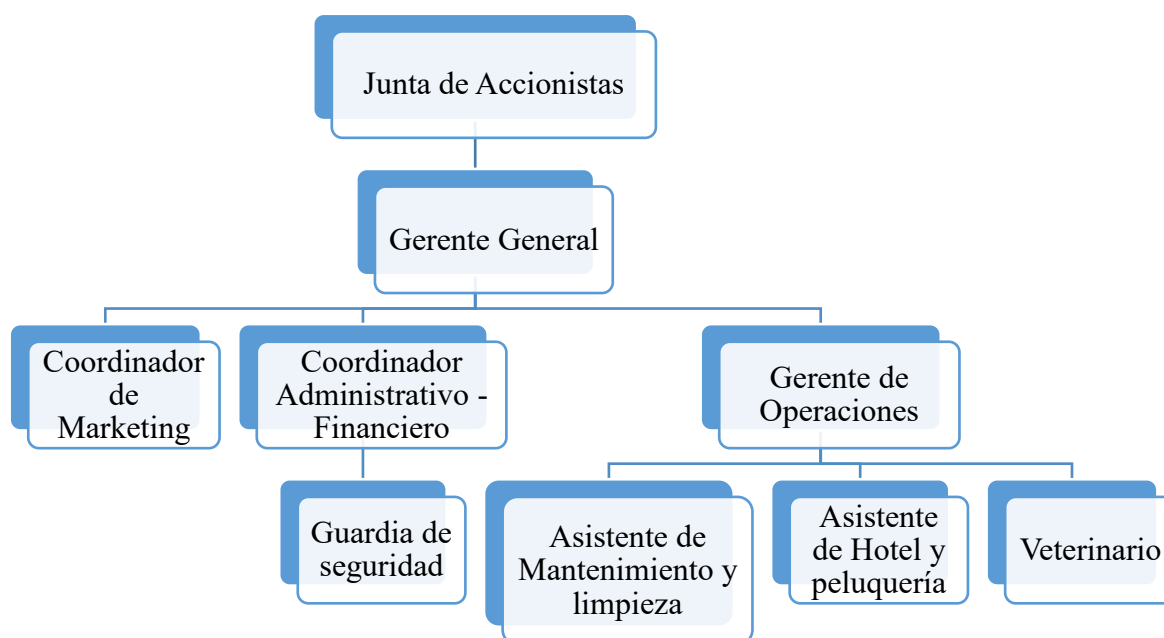 Junta de Accionistas
Gerente General
Coordinador
de
Marketing
Coordinador
Administrativo -
Financiero
Gerente de
Operaciones
Guardia de
seguridad
Asistente de
Mantenimiento y
limpieza
Asistente
de Hotel y
peluquería
Veterinario